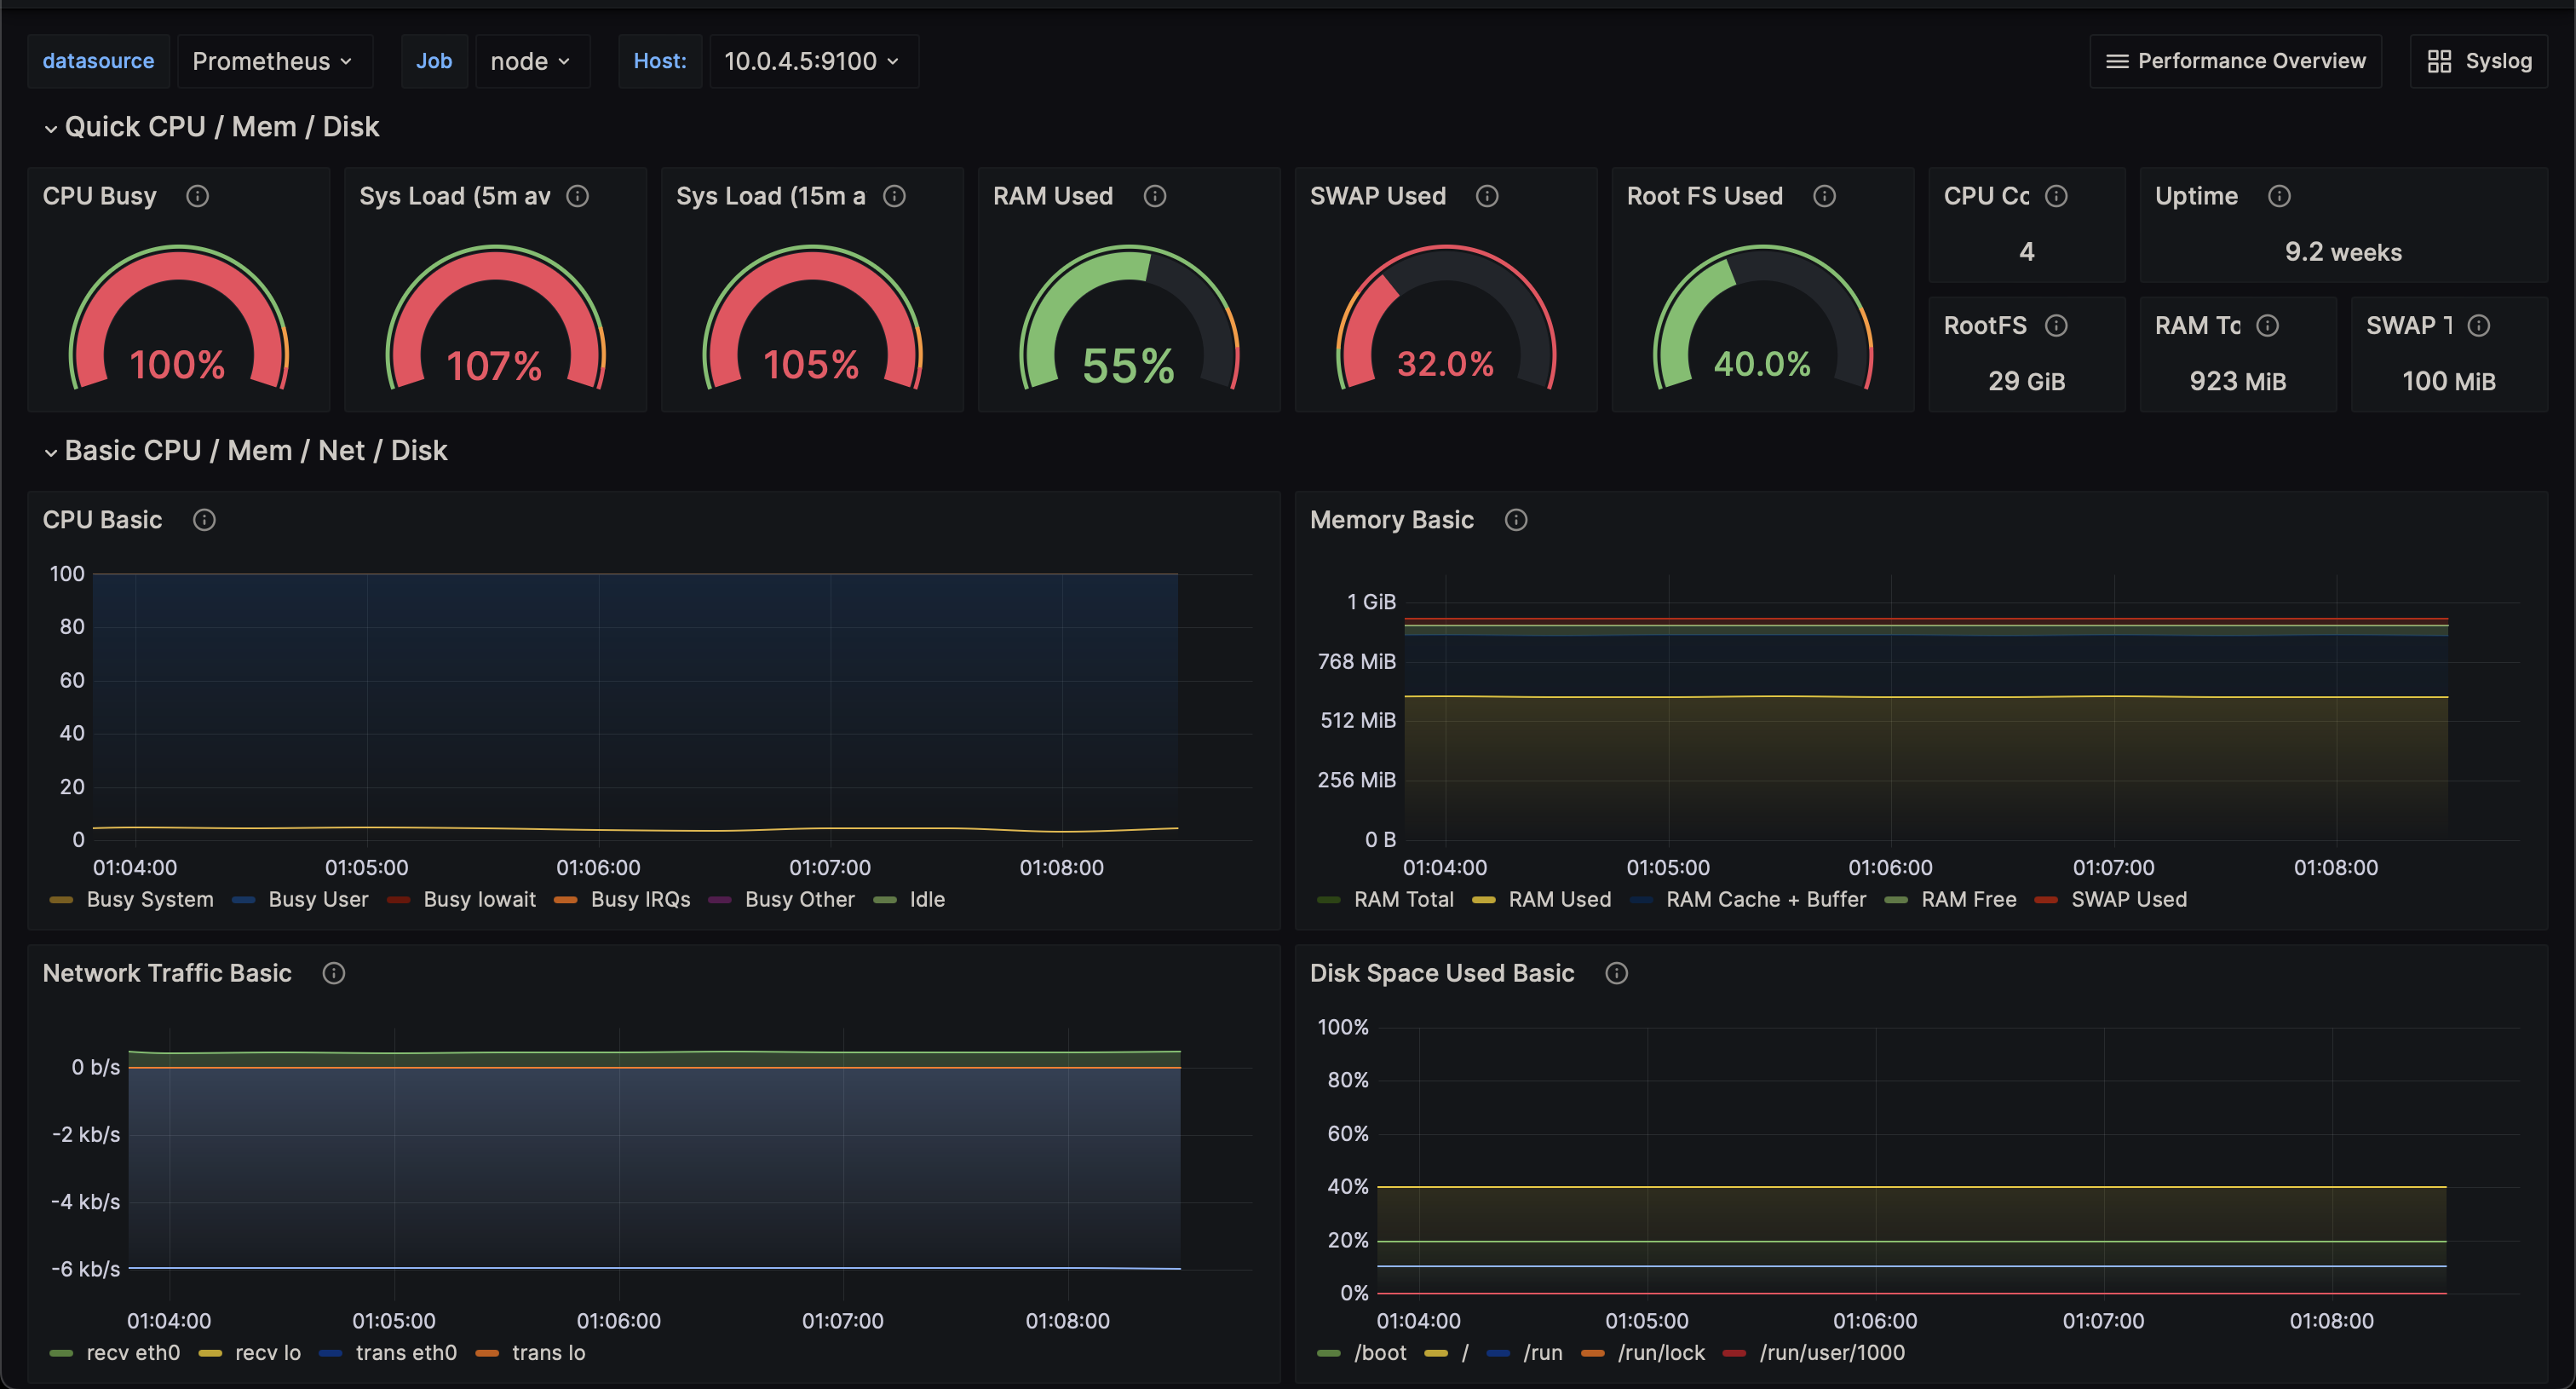 datasource Prometheus Job node Host: 10.0.4.5:9100 Performance Overview Syslog
Quick CPU / Mem / Disk
CPU Busy
100%
Sys Load (5m av
107%
Sys Load (15m a
105%
RAM Used
55%
SWAP Used
32.0%
Root FS Used
40.0%
CPU Co
4
Uptime
9.2 weeks
RootFS
29 GiB
RAM To
923 MiB
SWAP T
100 MiB
Basic CPU / Mem / Net / Disk
CPU Basic
100
80
60
40
20
0
01:04:00 01:05:00 01:06:00 01:07:00 01:08:00
Busy System Busy User Busy Iowait Busy IRQs Busy Other Idle
Memory Basic
1 GiB
768 MiB
512 MiB
256 MiB
0 B
01:04:00 01:05:00 01:06:00 01:07:00 01:08:00
RAM Total RAM Used RAM Cache + Buffer RAM Free SWAP Used
Network Traffic Basic
0 b/s
-2 kb/s
-4 kb/s
-6 kb/s
01:04:00 01:05:00 01:06:00 01:07:00 01:08:00
recv eth0 recv lo trans eth0 trans lo
Disk Space Used Basic
100%
80%
60%
40%
20%
0%
01:04:00 01:05:00 01:06:00 01:07:00 01:08:00
/boot / /run /run/lock /run/user/1000